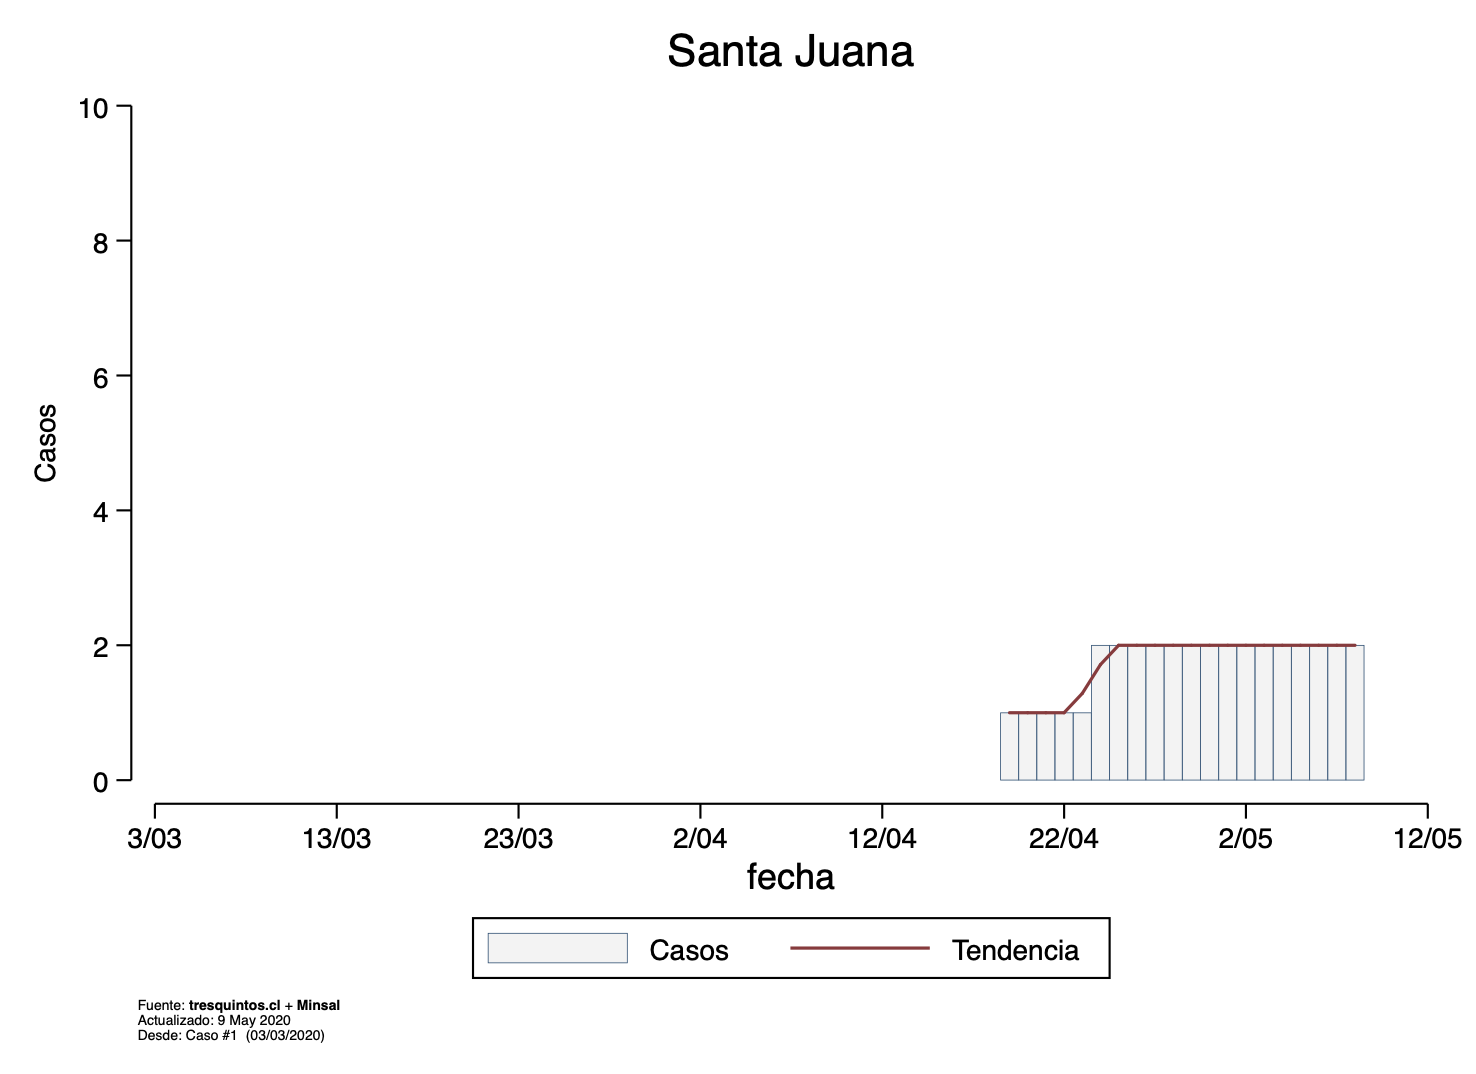 Santa Juana
10
8
6
4
2
0
Casos
3/03 13/03 23/03 2/04 12/04 22/04 2/05 12/05
fecha
Casos Tendencia
Fuente: tresquintos.cl + Minsal
Actualizado: 9 May 2020
Desde: Caso #1 (03/03/2020)